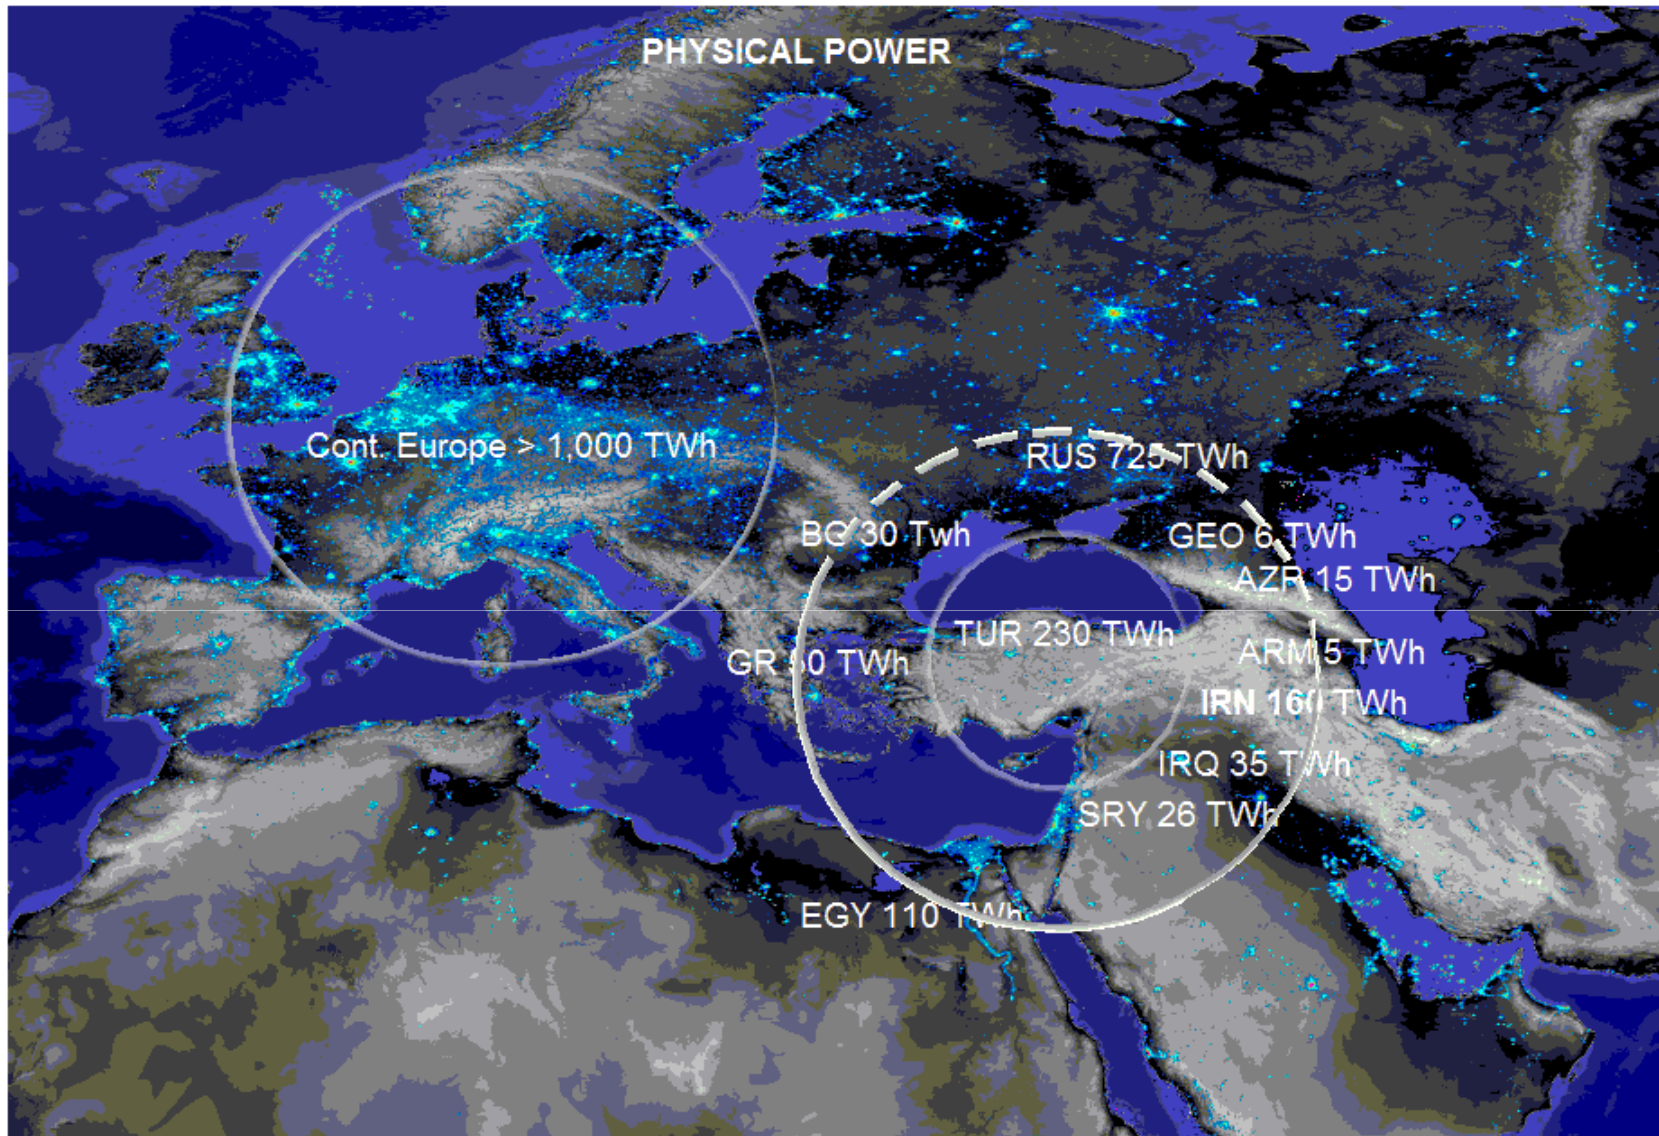 PHYSICAL POWER
Cont. Europe > 1,000 TWh
RUS 725 TWh
BG 30 Twh
GEO 6 TWh
AZR 15 TWh
TUR 230 TWh
GR 50 TWh
ARM 5 TWh
IRN 160 TWh
IRQ 35 TWh
SRY 26 TWh
EGY 110 TWh